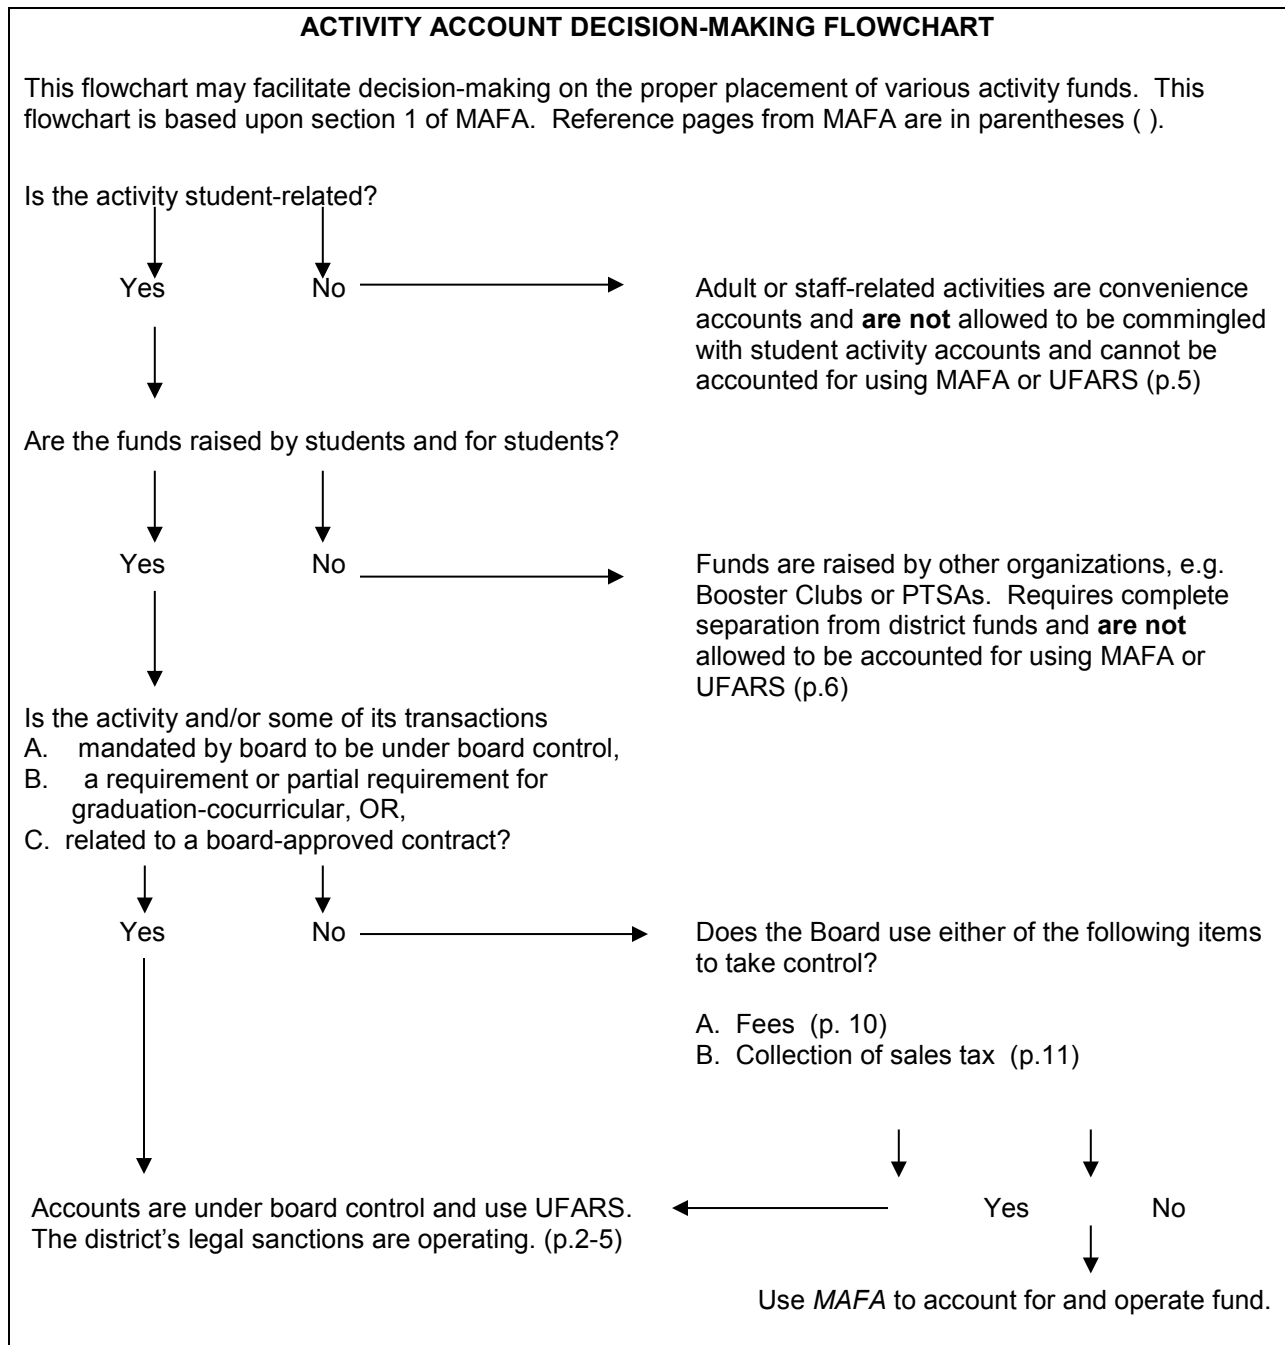 ACTIVITY ACCOUNT DECISION-MAKING FLOWCHART
This flowchart may facilitate decision-making on the proper placement of various activity funds.  This
flowchart is based upon section 1 of MAFA.  Reference pages from MAFA are in parentheses ( ).
Is the activity student-related?
Yes
No
Adult or staff-related activities are convenience
accounts and are not allowed to be commingled
with student activity accounts and cannot be
accounted for using MAFA or UFARS (p.5)
Are the funds raised by students and for students?
Yes
No
Funds are raised by other organizations, e.g.
Booster Clubs or PTSAs.  Requires complete
separation from district funds and are not
allowed to be accounted for using MAFA or
UFARS (p.6)
Is the activity and/or some of its transactions
A. mandated by board to be under board control,
B. a requirement or partial requirement for
graduation-cocurricular, OR,
C. related to a board-approved contract?
Yes
No
Does the Board use either of the following items
to take control?
A. Fees (p. 10)
B. Collection of sales tax (p.11)
Accounts are under board control and use UFARS.
The district's legal sanctions are operating. (p.2-5)
Yes
No
Use MAFA to account for and operate fund.